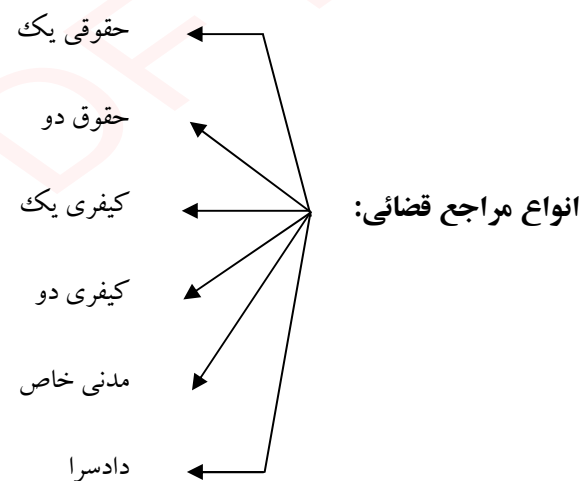 انواع مراجع قضائی:
حقوقی یک
حقوق دو
کیفری یک
کیفری دو
مدنی خاص
دادسرا